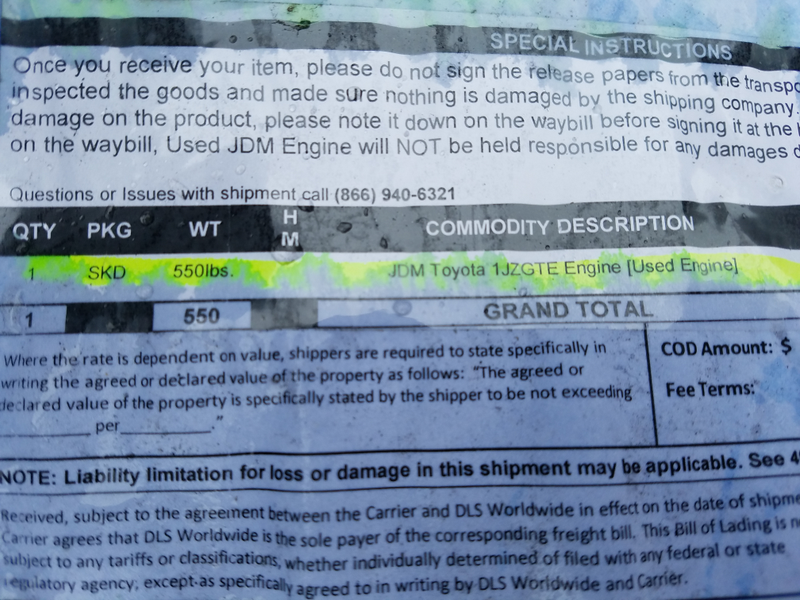 SPECIAL INSTRUCTIONS
Once you receive your item, please do not sign the release papers from the transpo
inspected the goods and made sure nothing is damaged by the shipping company.
damage on the product, please note it down on the waybill before signing it at the
on the waybill, Used JDM Engine will NOT be held responsible for any damages
Questions or Issues with shipment call (866) 940-6321
QTY PKG WT HM COMMODITY DESCRIPTION
1 SKD 550lbs. JDM Toyota 1JZGTE Engine [Used Engine]
1 550 GRAND TOTAL
Where the rate is dependent on value, shippers are required to state specifically in
writing the agreed or declared value of the property as follows: "The agreed or
declared value of the property is specifically stated by the shipper to be not exceeding
____________ per____________."
COD Amount: $
Fee Terms:
NOTE: Liability limitation for loss or damage in this shipment may be applicable. See 4
Received, subject to the agreement between the Carrier and DLS Worldwide in effect on the date of shipme
Carrier agrees that DLS Worldwide is the sole payer of the corresponding freight bill. This Bill of Lading is n
subject to any tariffs or classifications, whether individually determined of filed with any federal or state
regulatory agency, except as specifically agreed to in writing by DLS Worldwide and Carrier.